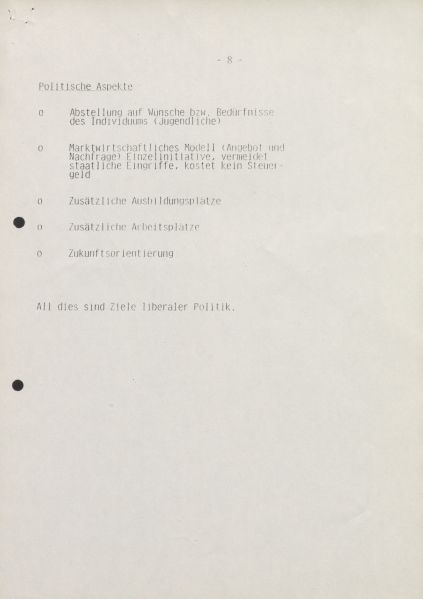 - 8 -
Politische Aspekte
o Abstellung auf Wünsche bzw. Bedürfnisse
des Individuums (Jugendliche)
o Marktwirtschaftliches Modell (Angebot und
Nachfrage) Einzelinitiative, vermeidet
staatliche Eingriffe, kostet kein Steuer-
geld
o Zusätzliche Ausbildungsplätze
o Zusätzliche Arbeitsplätze
o Zukunftsorientierung
All dies sind Ziele liberaler Politik.